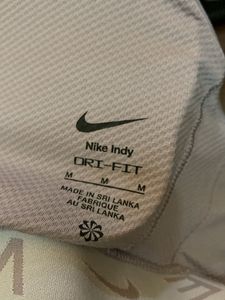 Nike Indy
DRI-FIT
M M M
MADE IN SRI LANKA
FABRIQUE
AU SRI LANKA